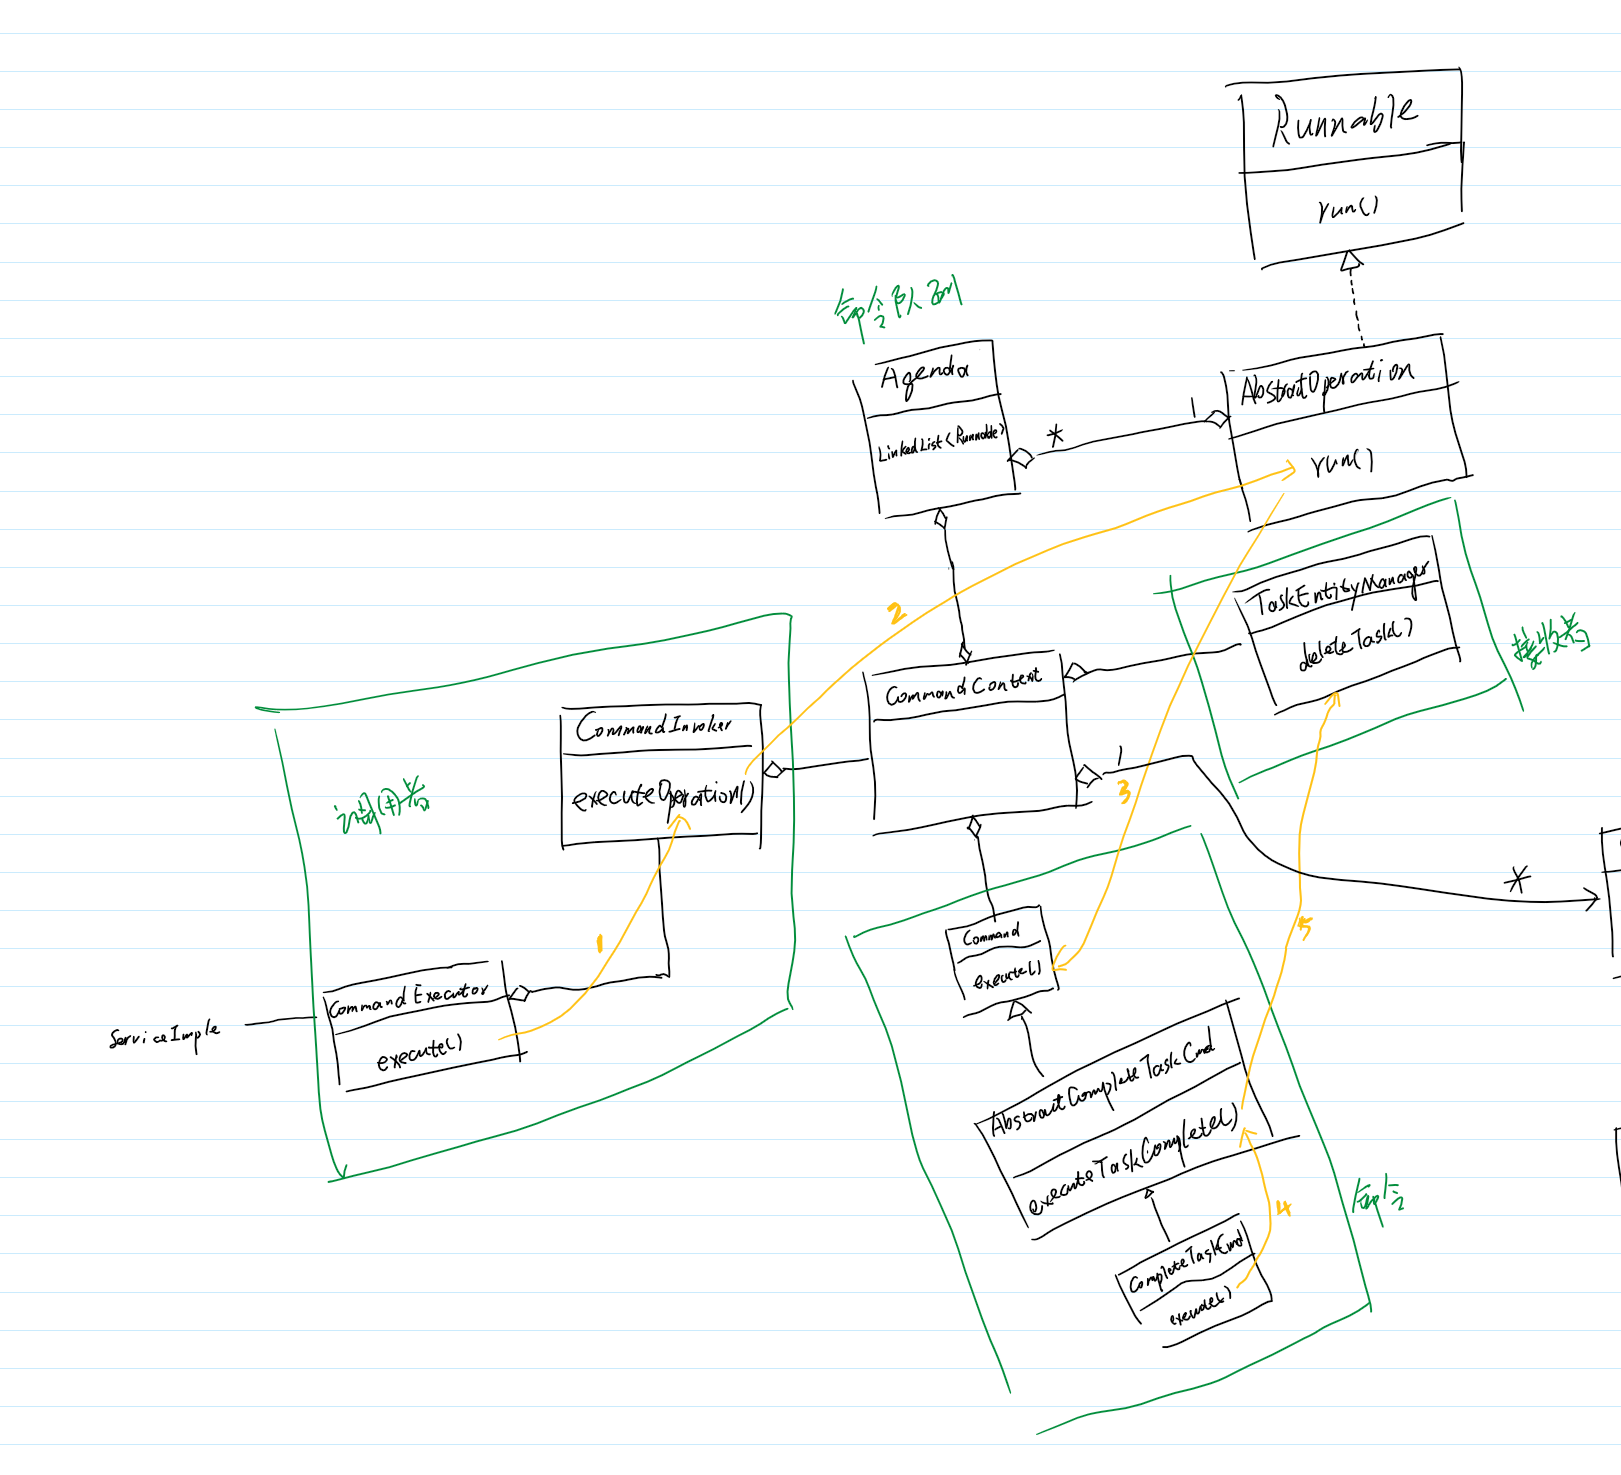 Runnable
run()
命令队列
Agenda
LinkedList<Runnable>
*
1
AbstractOperation
run()
2
TaskEntityManager
deleteTask()
接收者
CommandContext
1
3
*
CommandInvoker
executeOperation()
调用者
1
CommandExecutor
execute()
ServiceImple
Command
execute()
5
AbstractCompleteTaskCmd
executeTaskComplete()
4
命令
CompleteTaskCmd
execute()